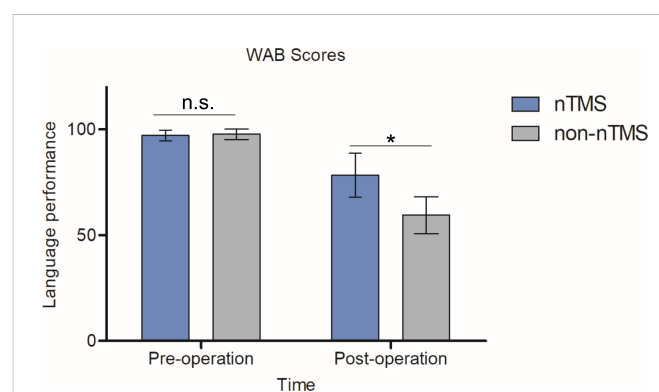 WAB Scores
n.s.
*
nTMS
non-nTMS
Language performance
100
50
0
Pre-operation
Post-operation
Time